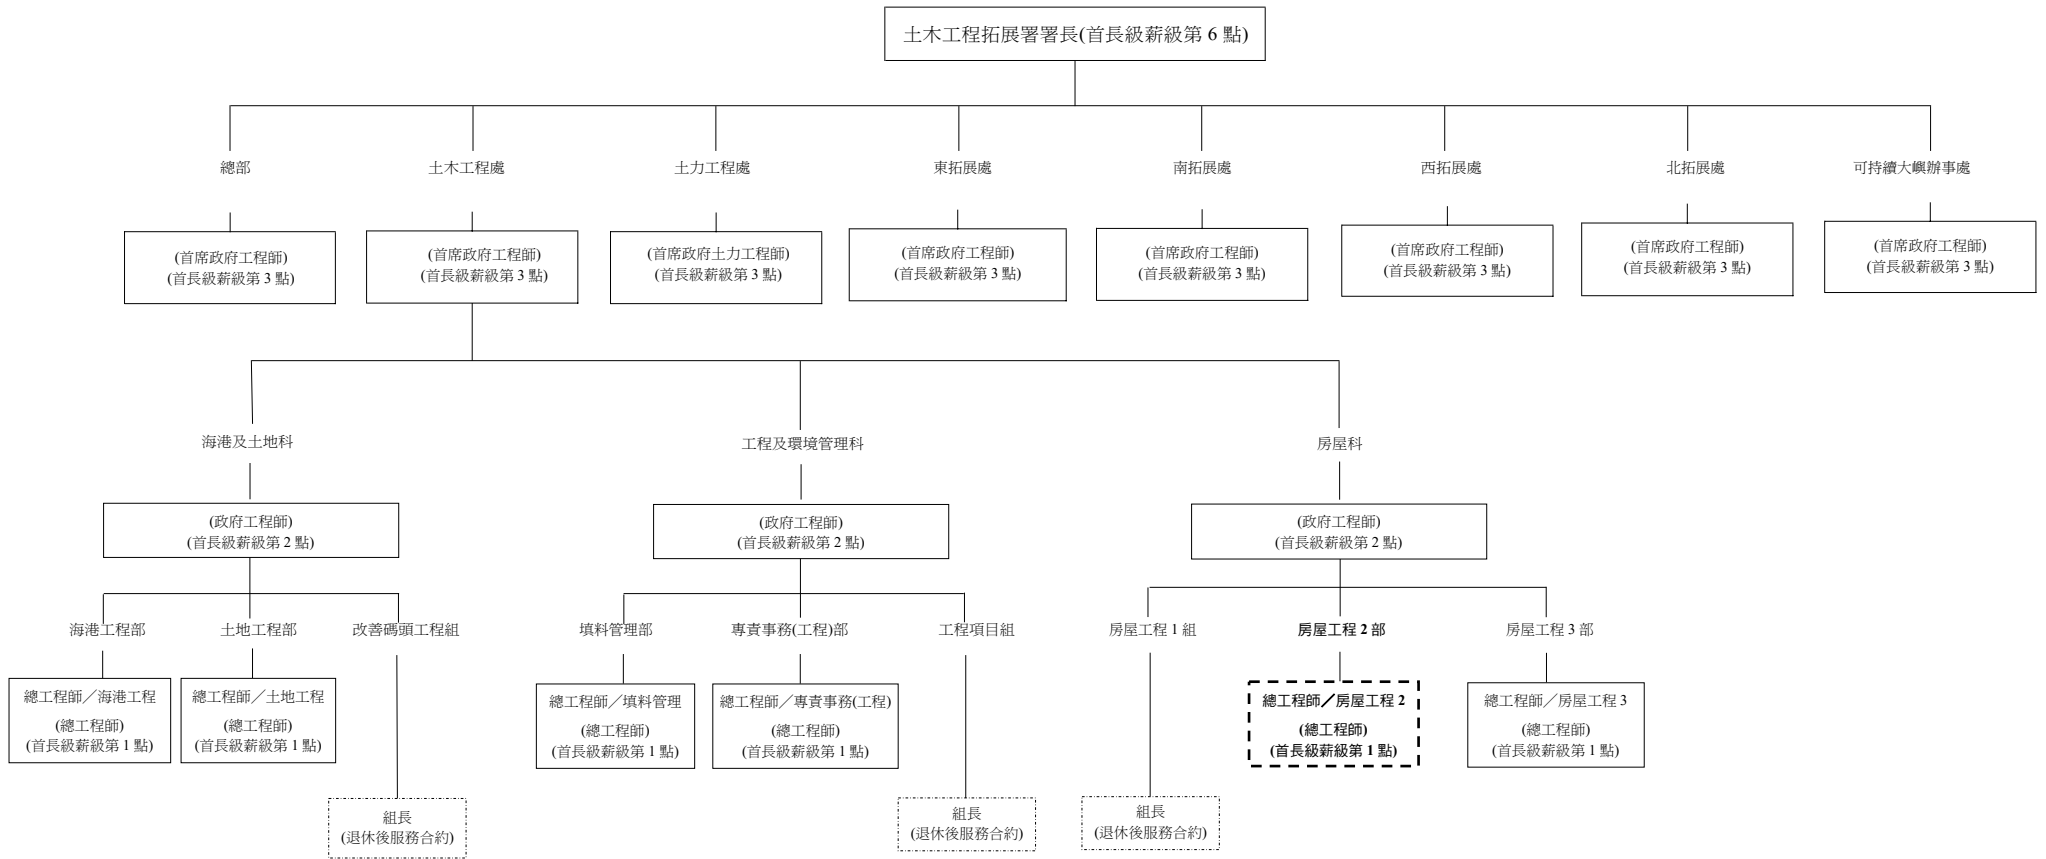 土木工程拓展署署長(首長級薪級第 6 點)
總部
土木工程處
土力工程處
東拓展處
南拓展處
西拓展處
北拓展處
可持續大嶼辦事處
(首席政府工程師)
(首長級薪級第 3 點)
(首席政府工程師)
(首長級薪級第 3 點)
(首席政府土力工程師)
(首長級薪級第 3 點)
(首席政府工程師)
(首長級薪級第 3 點)
(首席政府工程師)
(首長級薪級第 3 點)
(首席政府工程師)
(首長級薪級第 3 點)
(首席政府工程師)
(首長級薪級第 3 點)
(首席政府工程師)
(首長級薪級第 3 點)
海港及土地科
工程及環境管理科
房屋科
(政府工程師)
(首長級薪級第 2 點)
(政府工程師)
(首長級薪級第 2 點)
(政府工程師)
(首長級薪級第 2 點)
海港工程部
土地工程部
改善碼頭工程組
填料管理部
專責事務(工程)部
工程項目組
房屋工程 1 組
房屋工程 2 部
房屋工程 3 部
總工程師／海港工程
(總工程師)
(首長級薪級第 1 點)
總工程師／土地工程
(總工程師)
(首長級薪級第 1 點)
總工程師／填料管理
(總工程師)
(首長級薪級第 1 點)
總工程師／專責事務(工程)
(總工程師)
(首長級薪級第 1 點)
總工程師／房屋工程 2
(總工程師)
(首長級薪級第 1 點)
總工程師／房屋工程 3
(總工程師)
(首長級薪級第 1 點)
組長
(退休後服務合約)
組長
(退休後服務合約)
組長
(退休後服務合約)